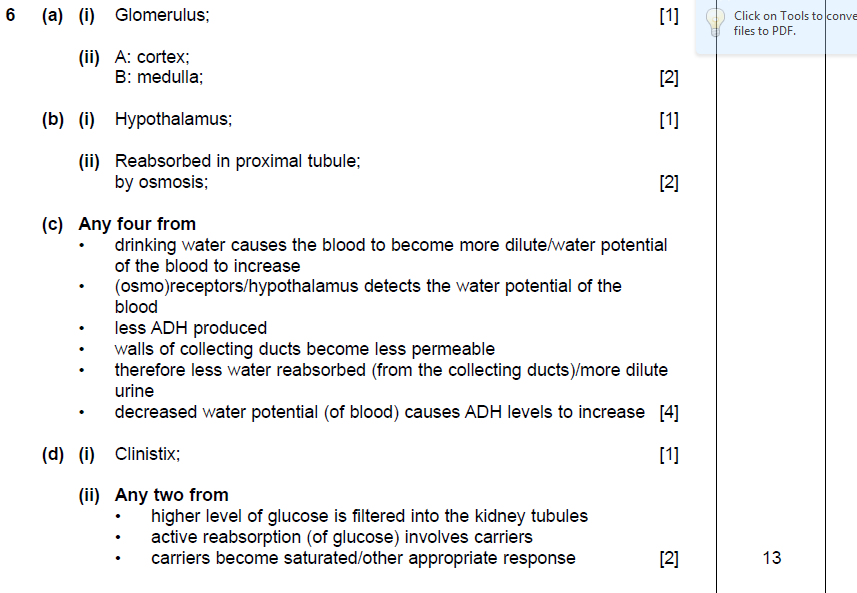 6 (a) (i) Glomerulus; [1]
Click on Tools to conve
files to PDF.
(ii) A: cortex;
B: medulla; [2]
(b) (i) Hypothalamus; [1]
(ii) Reabsorbed in proximal tubule;
by osmosis; [2]
(c) Any four from
• drinking water causes the blood to become more dilute/water potential
of the blood to increase
• (osmo)receptors/hypothalamus detects the water potential of the
blood
• less ADH produced
• walls of collecting ducts become less permeable
• therefore less water reabsorbed (from the collecting ducts)/more dilute
urine
• decreased water potential (of blood) causes ADH levels to increase [4]
(d) (i) Clinistix; [1]
(ii) Any two from
• higher level of glucose is filtered into the kidney tubules
• active reabsorption (of glucose) involves carriers
• carriers become saturated/other appropriate response [2] 13